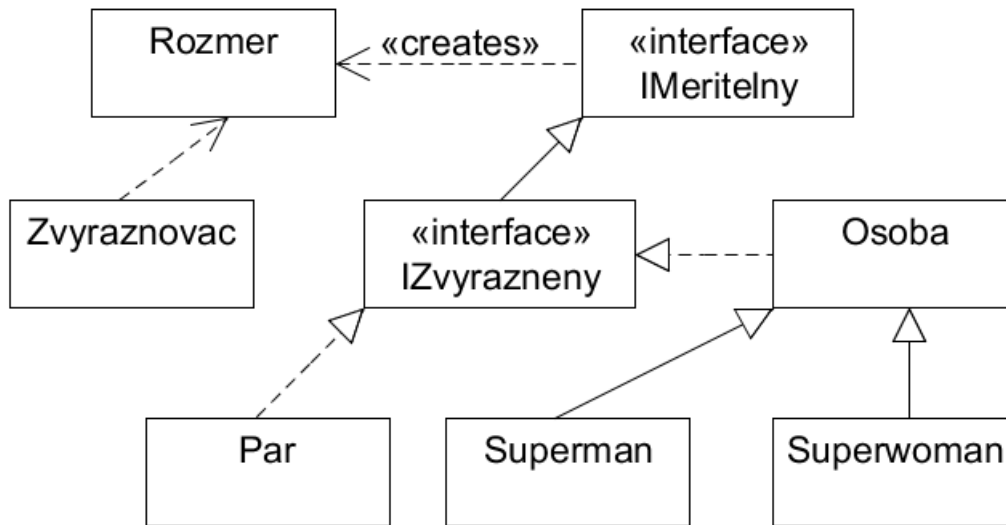 Rozmer
«creates»
«interface»
IMeritelny
Zvyraznovac
«interface»
IZvyrazneny
Osoba
Par
Superman
Superwoman